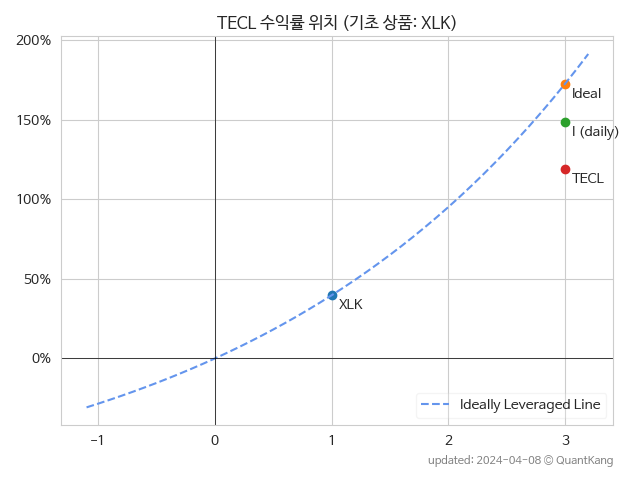 TECL 수익률 위치 (기초 상품: XLK)
200%
150%
100%
50%
0%
Ideal
I (daily)
TECL
XLK
Ideally Leveraged Line
-1
0
1
2
3
updated: 2024-04-08 © QuantKang